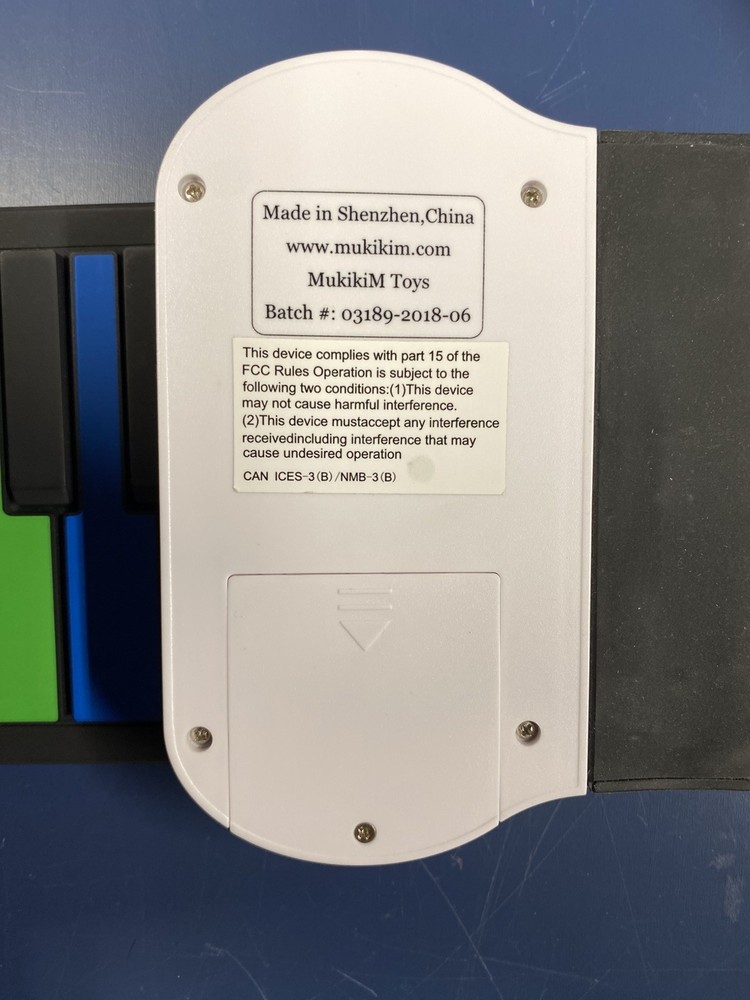 Made in Shenzhen,China
www.mukikim.com
MukikiM Toys
Batch #: 03189-2018-06
This device complies with part 15 of the
FCC Rules Operation is subject to the
following two conditions:(1)This device
may not cause harmful interference.
(2)This device mustaccept any interference
receivedincluding interference that may
cause undesired operation
CAN ICES-3(B)/NMB-3(B)